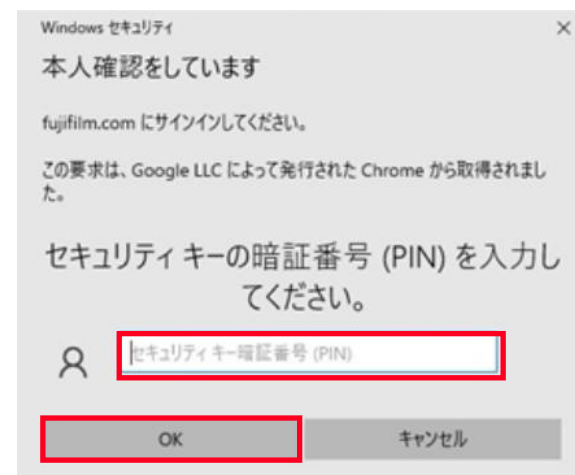 Windows セキュリティ
本人確認をしています
fujifilm.com にサインインしてください。
この要求は、Google LLC によって発行された Chrome から取得されまし
た。
セキュリティ キーの暗証番号 (PIN) を入力し
てください。
セキュリティ キー暗証番号 (PIN)
OK
キャンセル